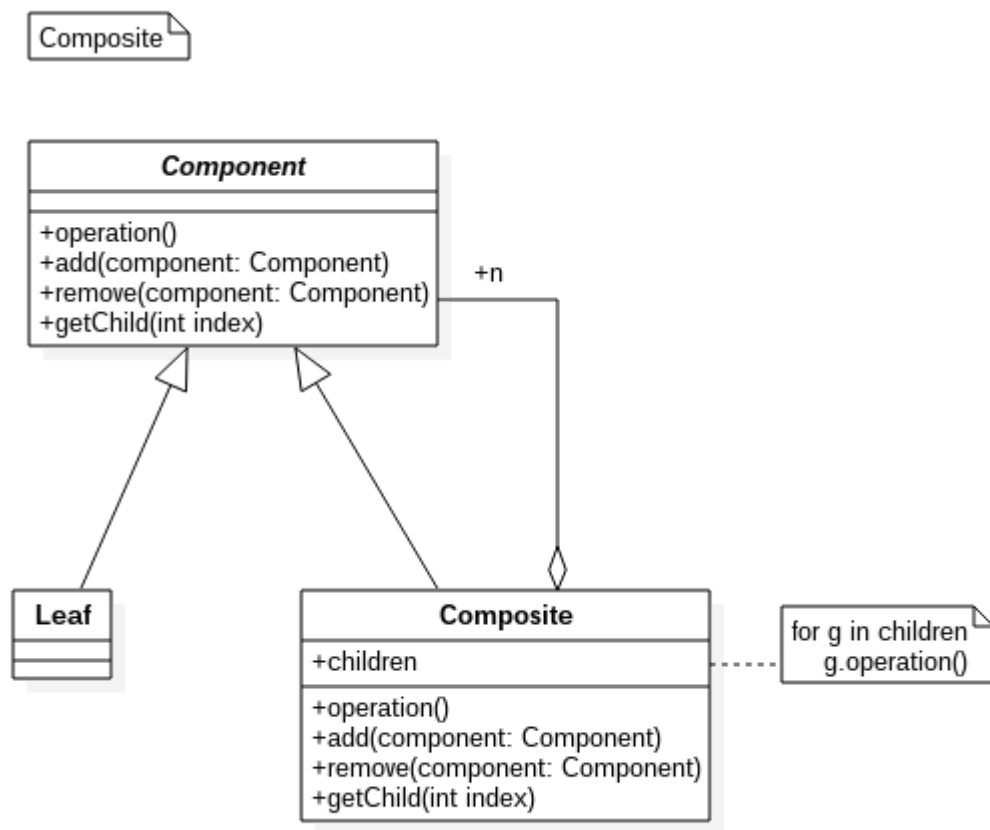 Composite
Component
+operation()
+add(component: Component)
+remove(component: Component)
+getChild(int index)
+n
Leaf
Composite
+children
+operation()
+add(component: Component)
+remove(component: Component)
+getChild(int index)
for g in children
g.operation()